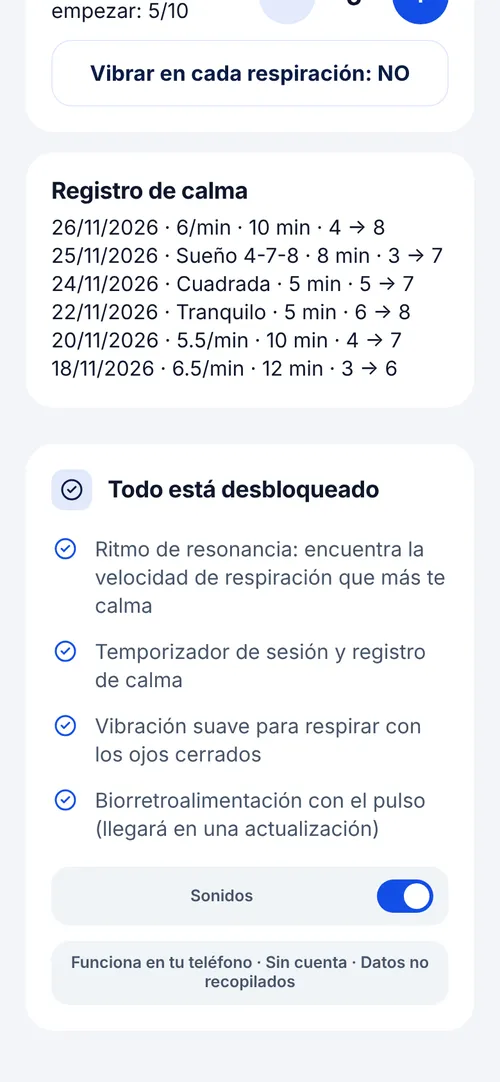 empezar: 5/10
Vibrar en cada respiración: NO
Registro de calma
26/11/2026 · 6/min · 10 min · 4 → 8
25/11/2026 · Sueño 4-7-8 · 8 min · 3 → 7
24/11/2026 · Cuadrada · 5 min · 5 → 7
22/11/2026 · Tranquilo · 5 min · 6 → 8
20/11/2026 · 5.5/min · 10 min · 4 → 7
18/11/2026 · 6.5/min · 12 min · 3 → 6
Todo está desbloqueado
Ritmo de resonancia: encuentra la
velocidad de respiración que más te
calma
Temporizador de sesión y registro
de calma
Vibración suave para respirar con
los ojos cerrados
Biorretroalimentación con el pulso
(llegará en una actualización)
Sonidos
Funciona en tu teléfono · Sin cuenta · Datos no
recopilados